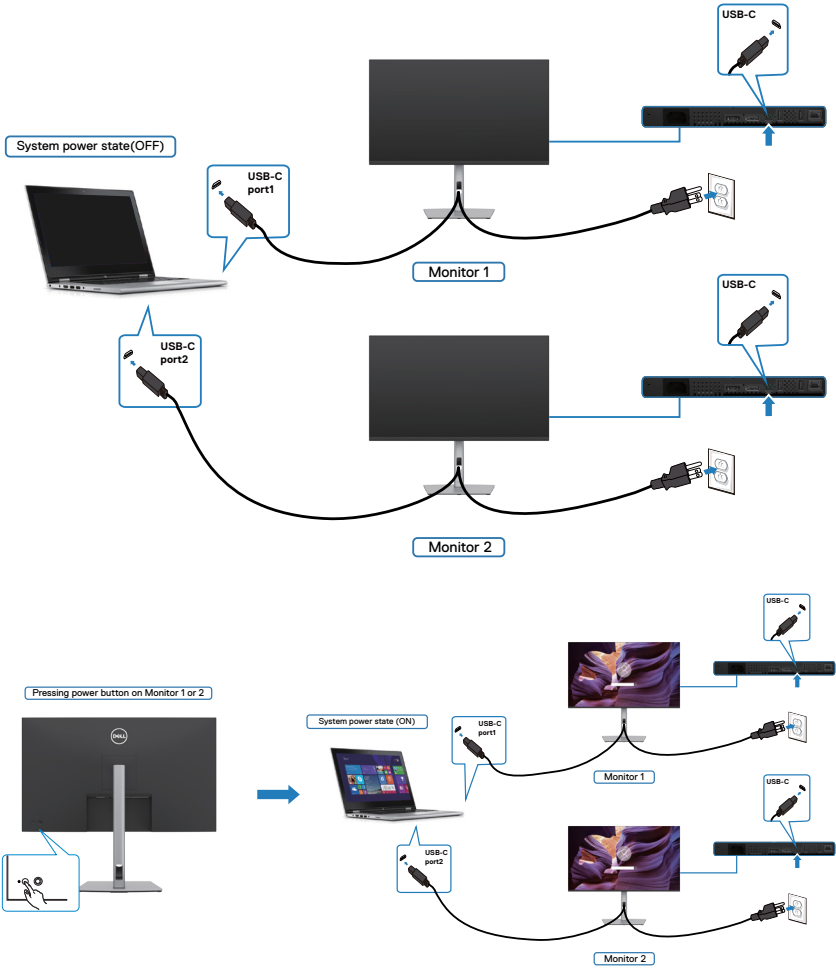 USB-C
System power state(OFF)
USB-C
port1
Monitor 1
USB-C
USB-C
port2
Monitor 2
USB-C
Pressing power button on Monitor 1 or 2
DELL
System power state (ON)
USB-C
port1
Monitor 1
USB-C
USB-C
port2
Monitor 2